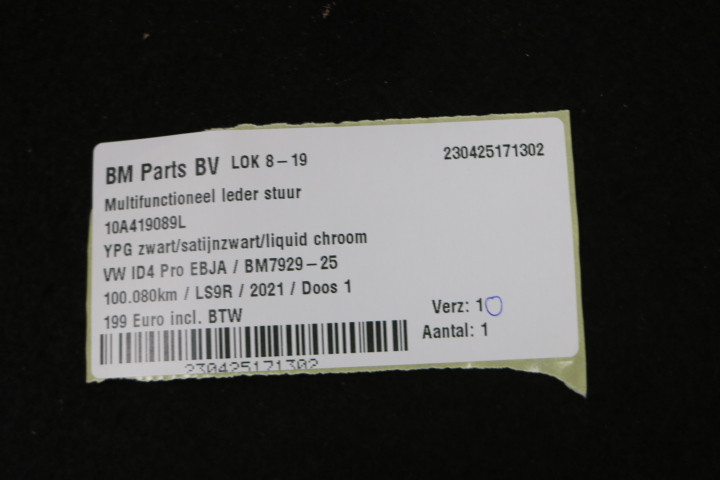 BM Parts BV LOK 8-19 230425171302
Multifunctioneel leder stuur
10A419089L
YPG zwart/satijnzwart/liquid chroom
VW ID4 Pro EBJA / BM7929-25
100.080km / LS9R / 2021 / Doos 1
199 Euro incl. BTW Verz: 10
Aantal: 1
230425171302